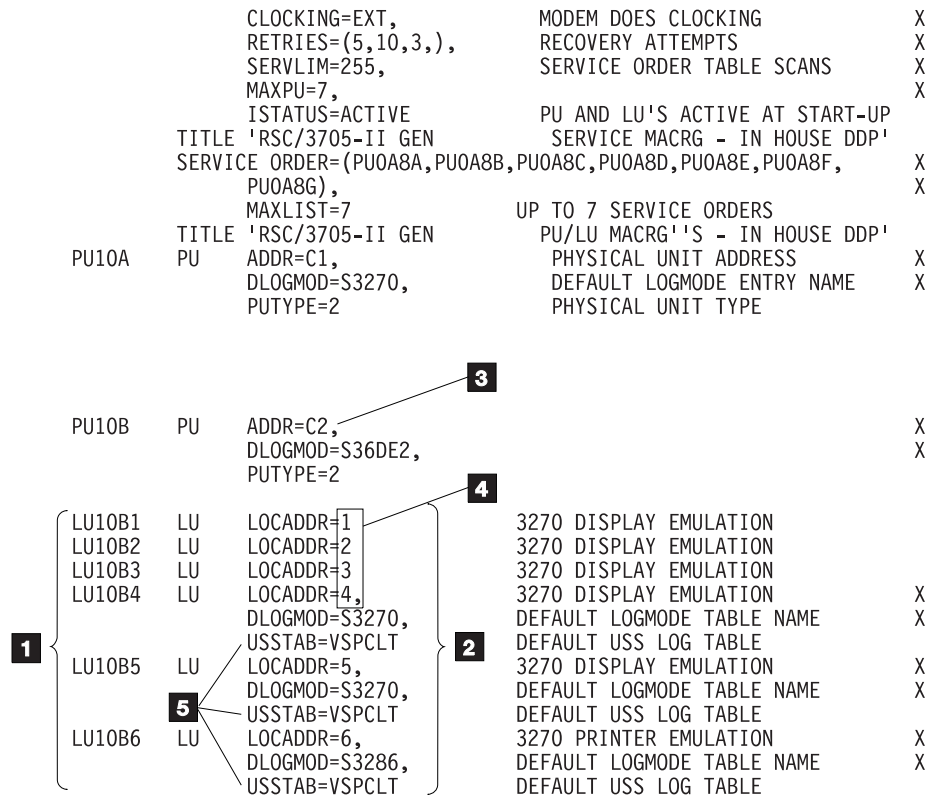 CLOCKING=EXT, MODEM DOES CLOCKING X
RETRIES=(5,10,3,), RECOVERY ATTEMPTS X
SERVLIM=255, SERVICE ORDER TABLE SCANS X
MAXPU=7, X
ISTATUS=ACTIVE PU AND LU'S ACTIVE AT START-UP
TITLE 'RSC/3705-II GEN SERVICE MACRG - IN HOUSE DDP'
SERVICE ORDER=(PU0A8A,PU0A8B,PU0A8C,PU0A8D,PU0A8E,PU0A8F, X
PU0A8G), X
MAXLIST=7 UP TO 7 SERVICE ORDERS
TITLE 'RSC/3705-II GEN PU/LU MACRG''S - IN HOUSE DDP'
PU10A PU ADDR=C1, PHYSICAL UNIT ADDRESS X
DLOGMOD=S3270, DEFAULT LOGMODE ENTRY NAME X
PUTYPE=2 PHYSICAL UNIT TYPE
3
PU10B PU ADDR=C2, X
DLOGMOD=S36DE2, X
PUTYPE=2
4
LU10B1 LU LOCADDR=1 3270 DISPLAY EMULATION
LU10B2 LU LOCADDR=2 3270 DISPLAY EMULATION
LU10B3 LU LOCADDR=3 3270 DISPLAY EMULATION
LU10B4 LU LOCADDR=4, 3270 DISPLAY EMULATION X
DLOGMOD=S3270, DEFAULT LOGMODE TABLE NAME X
1 USSTAB=VSPCLT 2 DEFAULT USS LOG TABLE
LU10B5 LU LOCADDR=5, 3270 DISPLAY EMULATION X
5 DLOGMOD=S3270, DEFAULT LOGMODE TABLE NAME X
USSTAB=VSPCLT DEFAULT USS LOG TABLE
LU10B6 LU LOCADDR=6, 3270 PRINTER EMULATION X
DLOGMOD=S3286, DEFAULT LOGMODE TABLE NAME X
USSTAB=VSPCLT DEFAULT USS LOG TABLE